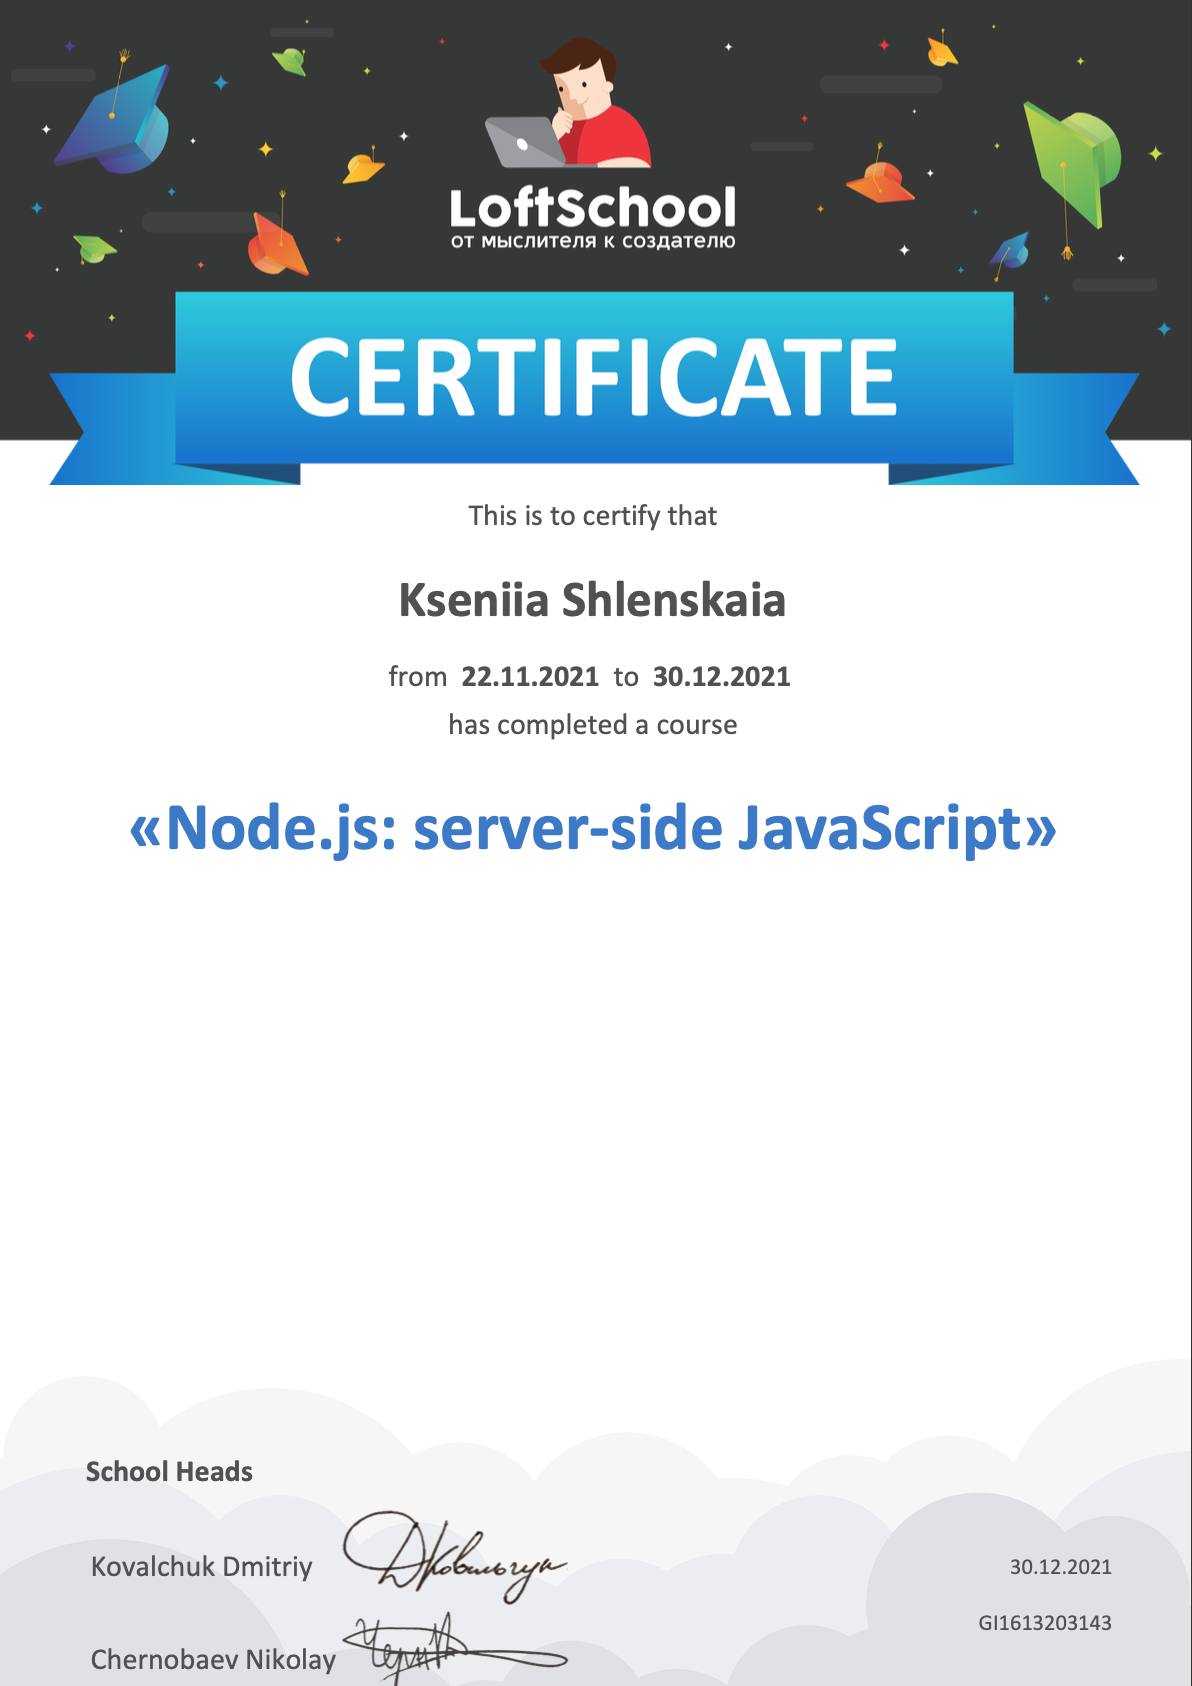 LoftSchool
от мыслителя к создателю
CERTIFICATE
This is to certify that
Kseniia Shlenskaia
from 22.11.2021 to 30.12.2021
has completed a course
«Node.js: server-side JavaScript»
School Heads
Kovalchuk Dmitriy
30.12.2021
GI1613203143
Chernobaev Nikolay